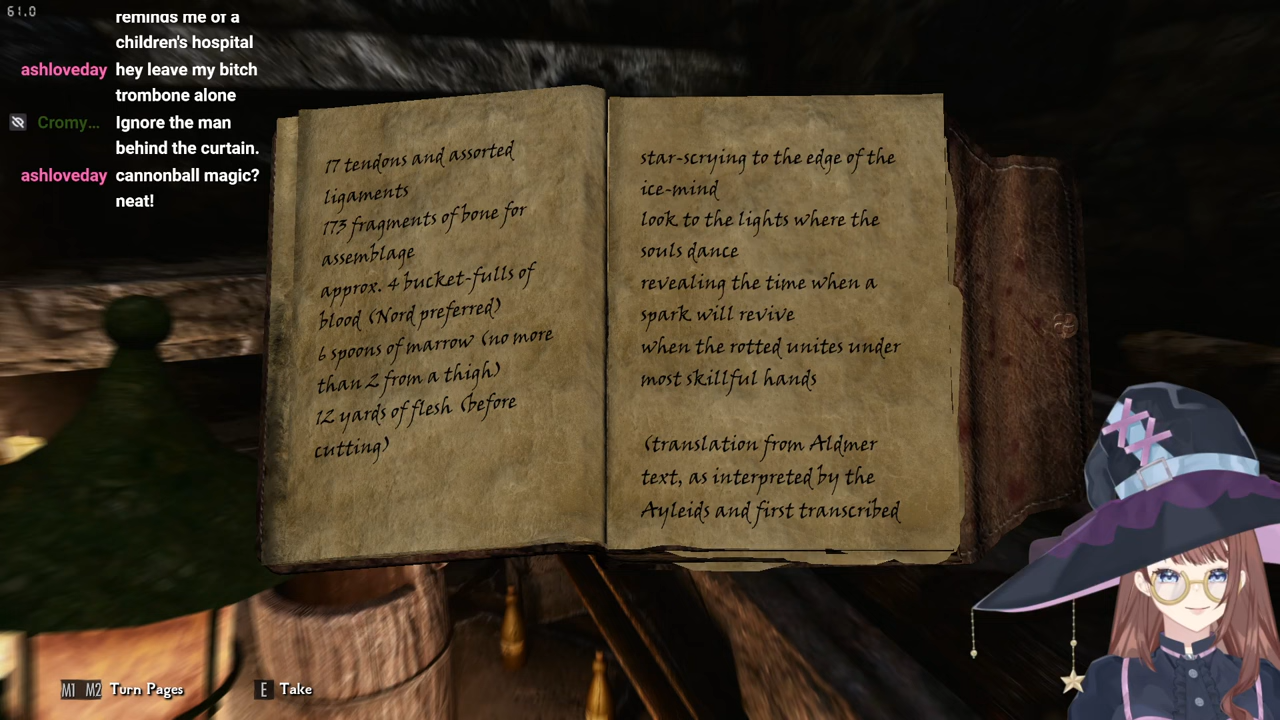 61.0
reminds me of a
children's hospital
ashloveday hey leave my bitch
trombone alone
Cromy... Ignore the man
behind the curtain.
ashloveday cannonball magic?
neat!
17 tendons and assorted
ligaments
173 fragments of bone for
assemblage
approx. 4 bucket-fulls of
blood (Nord preferred)
6 spoons of marrow (no more
than 2 from a thigh)
12 yards of flesh (before
cutting)
star-scrying to the edge of the
ice-mind
look to the lights where the
souls dance
revealing the time when a
spark will revive
when the rotted unites under
most skillful hands
(translation from Aldmer
text, as interpreted by the
Ayleids and first transcribed
M1 M2 Turn Pages
E Take